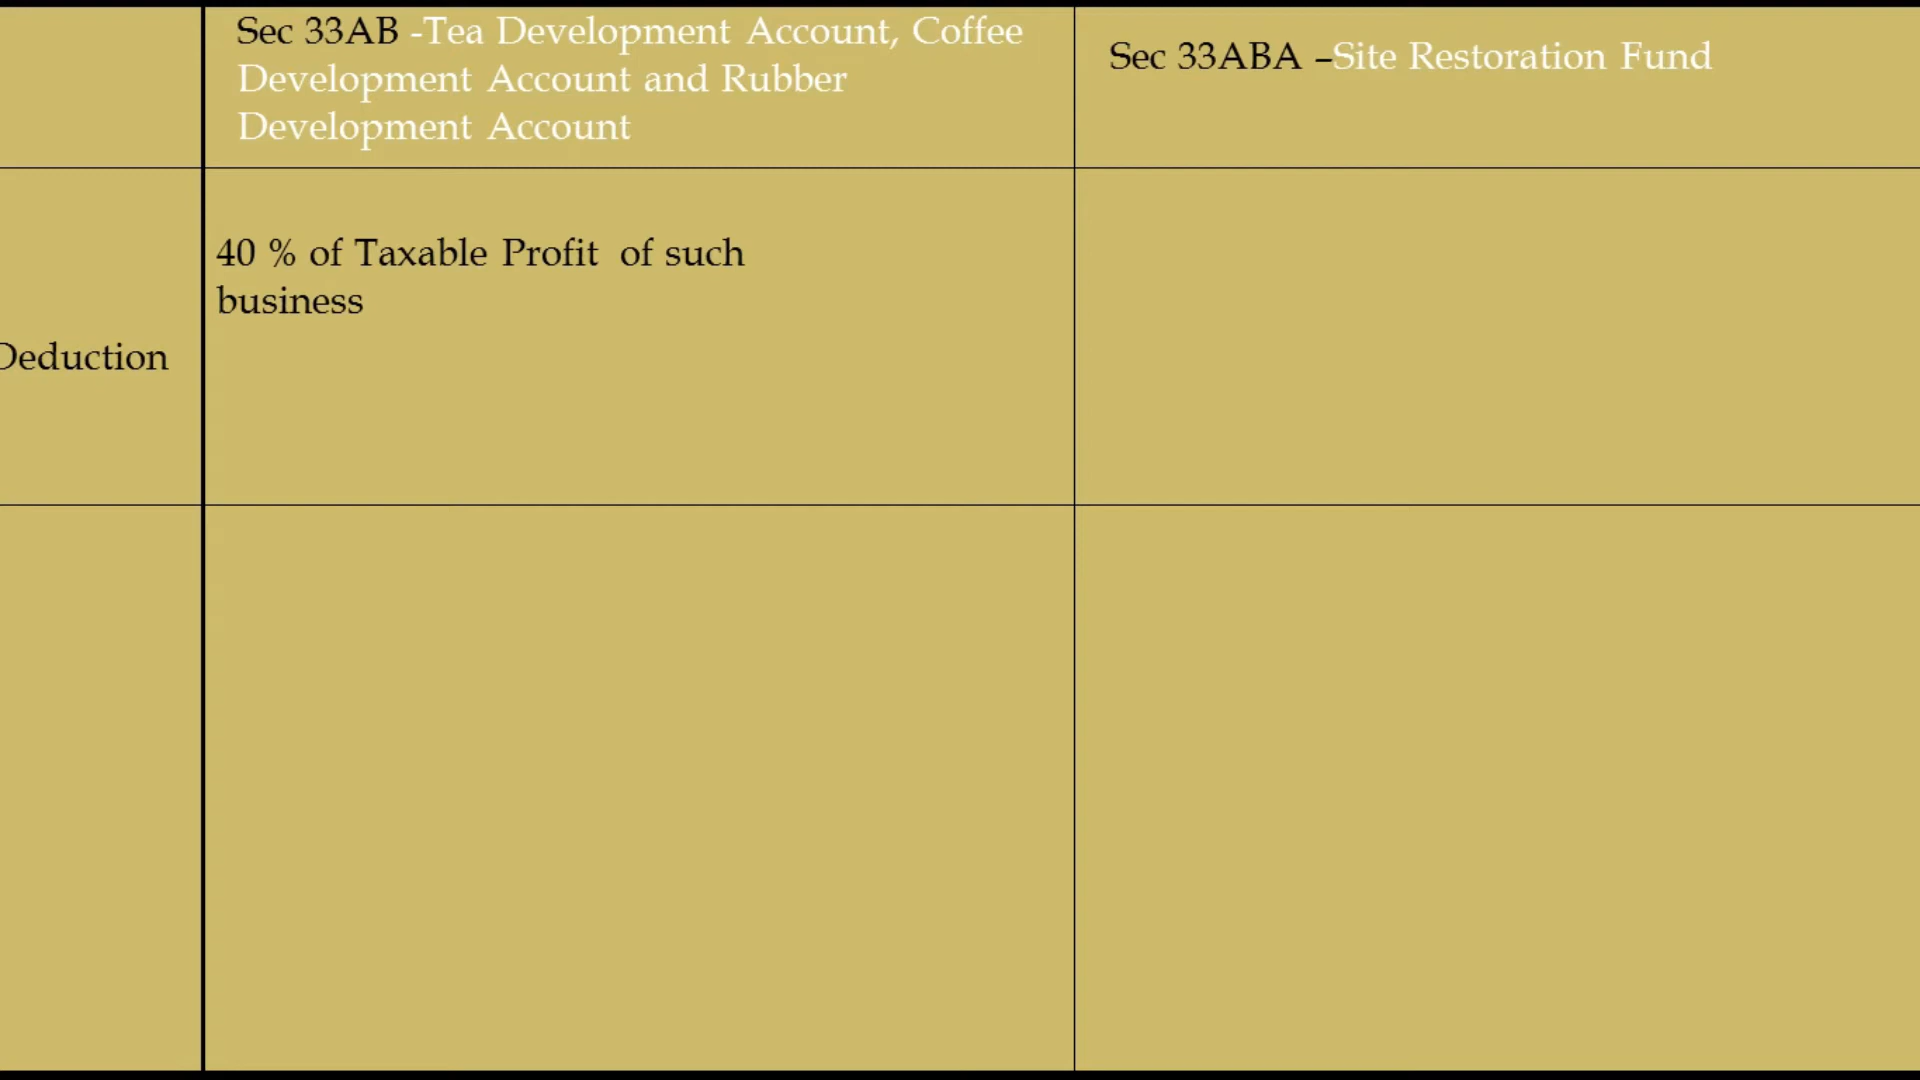 Sec 33AB -Tea Development Account, Coffee
Development Account and Rubber
Development Account
Sec 33ABA –Site Restoration Fund
Deduction
40 % of Taxable Profit of such
business